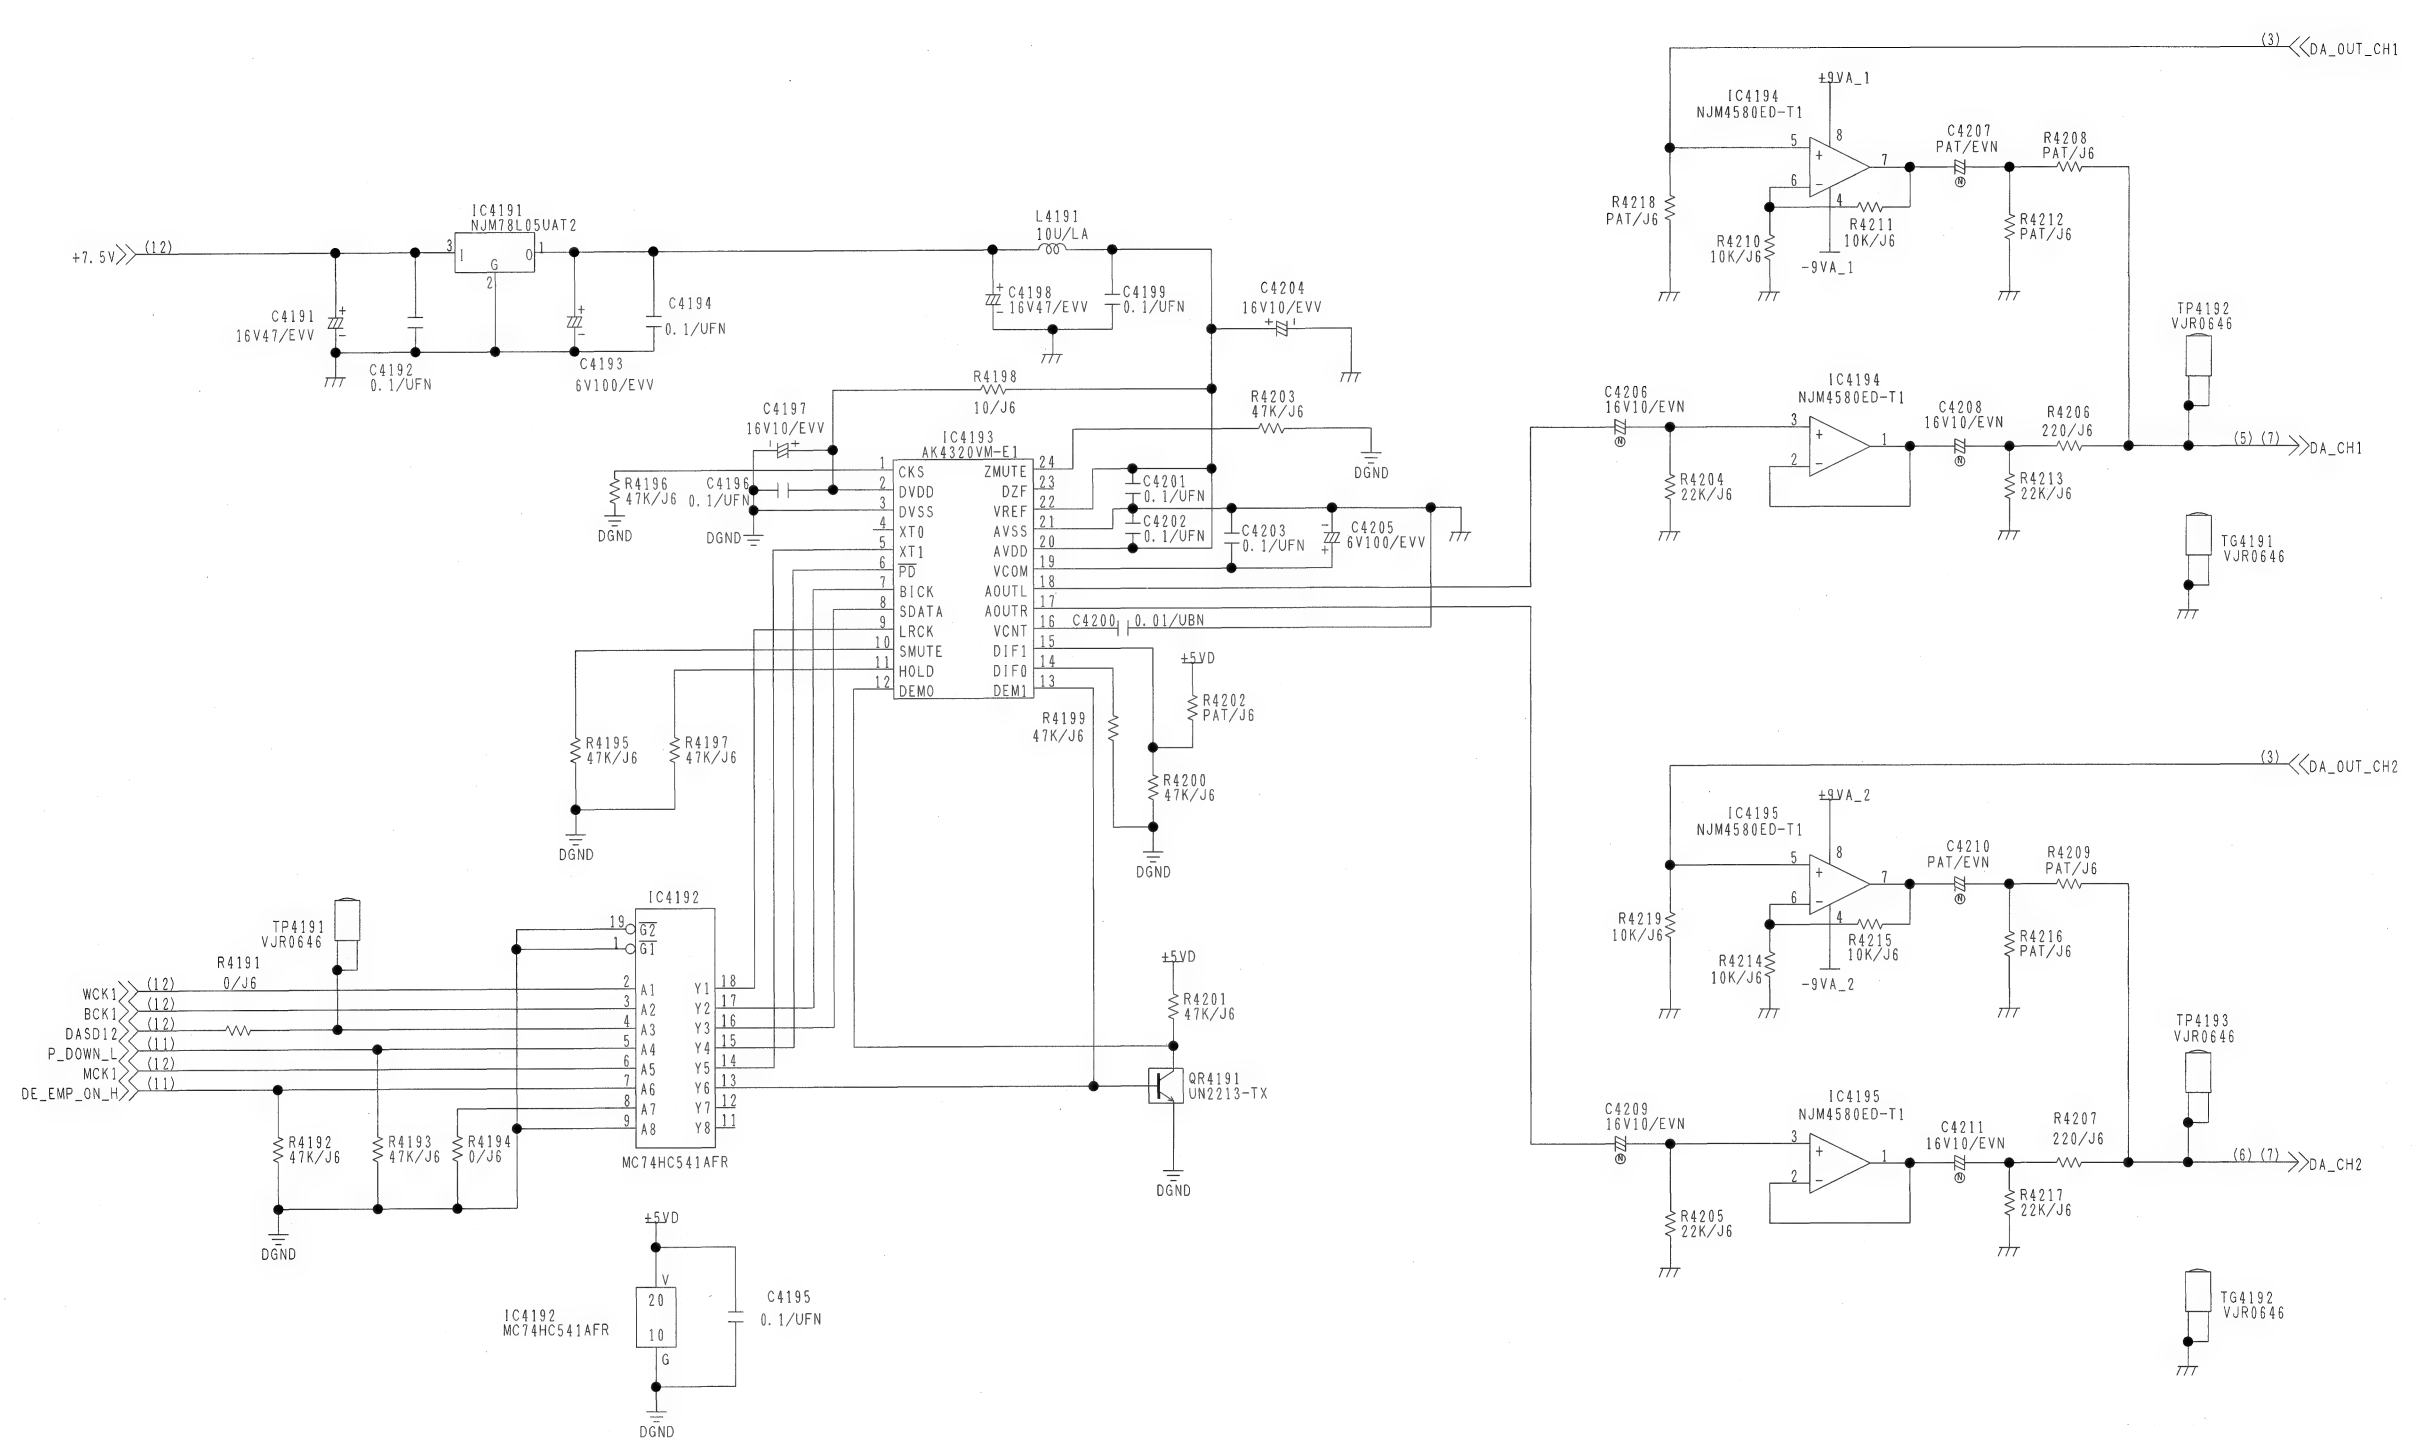 +7.5V
(12)
IC4191
NJM78L05UAT2
3
I
O
1
G
2
C4191
16V47/EVV
+
-
C4192
0.1/UFN
+
-
C4193
6V100/EVV
C4194
0.1/UFN
L4191
10U/LA
+
-
C4198
16V47/EVV
C4199
0.1/UFN
C4204
16V10/EVV
+
-
R4198
10/J6
R4203
47K/J6
DGND
C4197
16V10/EVV
-
+
IC4193
AK4320VM-E1
R4196
47K/J6
DGND
C4196
0.1/UFN
DGND
1 CKS
2 DVDD
3 DVSS
4 XT0
5 XT1
6 PD
7 BICK
8 SDATA
9 LRCK
10 SMUTE
11 HOLD
12 DEM0
ZMUTE 24
DZF 23
VREF 22
AVSS 21
AVDD 20
VCOM 19
AOUTL 18
AOUTR 17
VCNT 16
DIF1 15
DIF0 14
DEM1 13
C4201
0.1/UFN
C4202
0.1/UFN
C4203
0.1/UFN
-
+
C4205
6V100/EVV
C4200
0.01/UBN
+5VD
R4202
PAT/J6
R4199
47K/J6
R4200
47K/J6
DGND
R4195
47K/J6
R4197
47K/J6
DGND
IC4192
19 G2
1 G1
2 A1
3 A2
4 A3
5 A4
6 A5
7 A6
8 A7
9 A8
Y1 18
Y2 17
Y3 16
Y4 15
Y5 14
Y6 13
Y7 12
Y8 11
MC74HC541AFR
TP4191
VJR0646
R4191
0/J6
WCK1 (12)
BCK1 (12)
DASD12 (12)
P_DOWN_L (11)
MCK1 (12)
DE_EMP_ON_H (11)
R4192
47K/J6
R4193
47K/J6
R4194
0/J6
DGND
+5VD
R4201
47K/J6
QR4191
UN2213-TX
DGND
+5VD
V
20
10
G
IC4192
MC74HC541AFR
C4195
0.1/UFN
DGND
(3)
DA_OUT_CH1
+9VA_1
IC4194
NJM4580ED-T1
5
+
6
-
8
7
4
-9VA_1
R4218
PAT/J6
R4210
10K/J6
R4211
10K/J6
C4207
PAT/EVN
N
R4208
PAT/J6
R4212
PAT/J6
TP4192
VJR0646
C4206
16V10/EVN
N
R4204
22K/J6
IC4194
NJM4580ED-T1
3
+
2
-
1
C4208
16V10/EVN
N
R4206
220/J6
R4213
22K/J6
(5) (7)
DA_CH1
TG4191
VJR0646
(3)
DA_OUT_CH2
+9VA_2
IC4195
NJM4580ED-T1
5
+
6
-
8
7
4
-9VA_2
R4219
10K/J6
R4214
10K/J6
R4215
10K/J6
C4210
PAT/EVN
N
R4209
PAT/J6
R4216
PAT/J6
TP4193
VJR0646
C4209
16V10/EVN
N
R4205
22K/J6
IC4195
NJM4580ED-T1
3
+
2
-
1
C4211
16V10/EVN
N
R4207
220/J6
R4217
22K/J6
(6) (7)
DA_CH2
TG4192
VJR0646